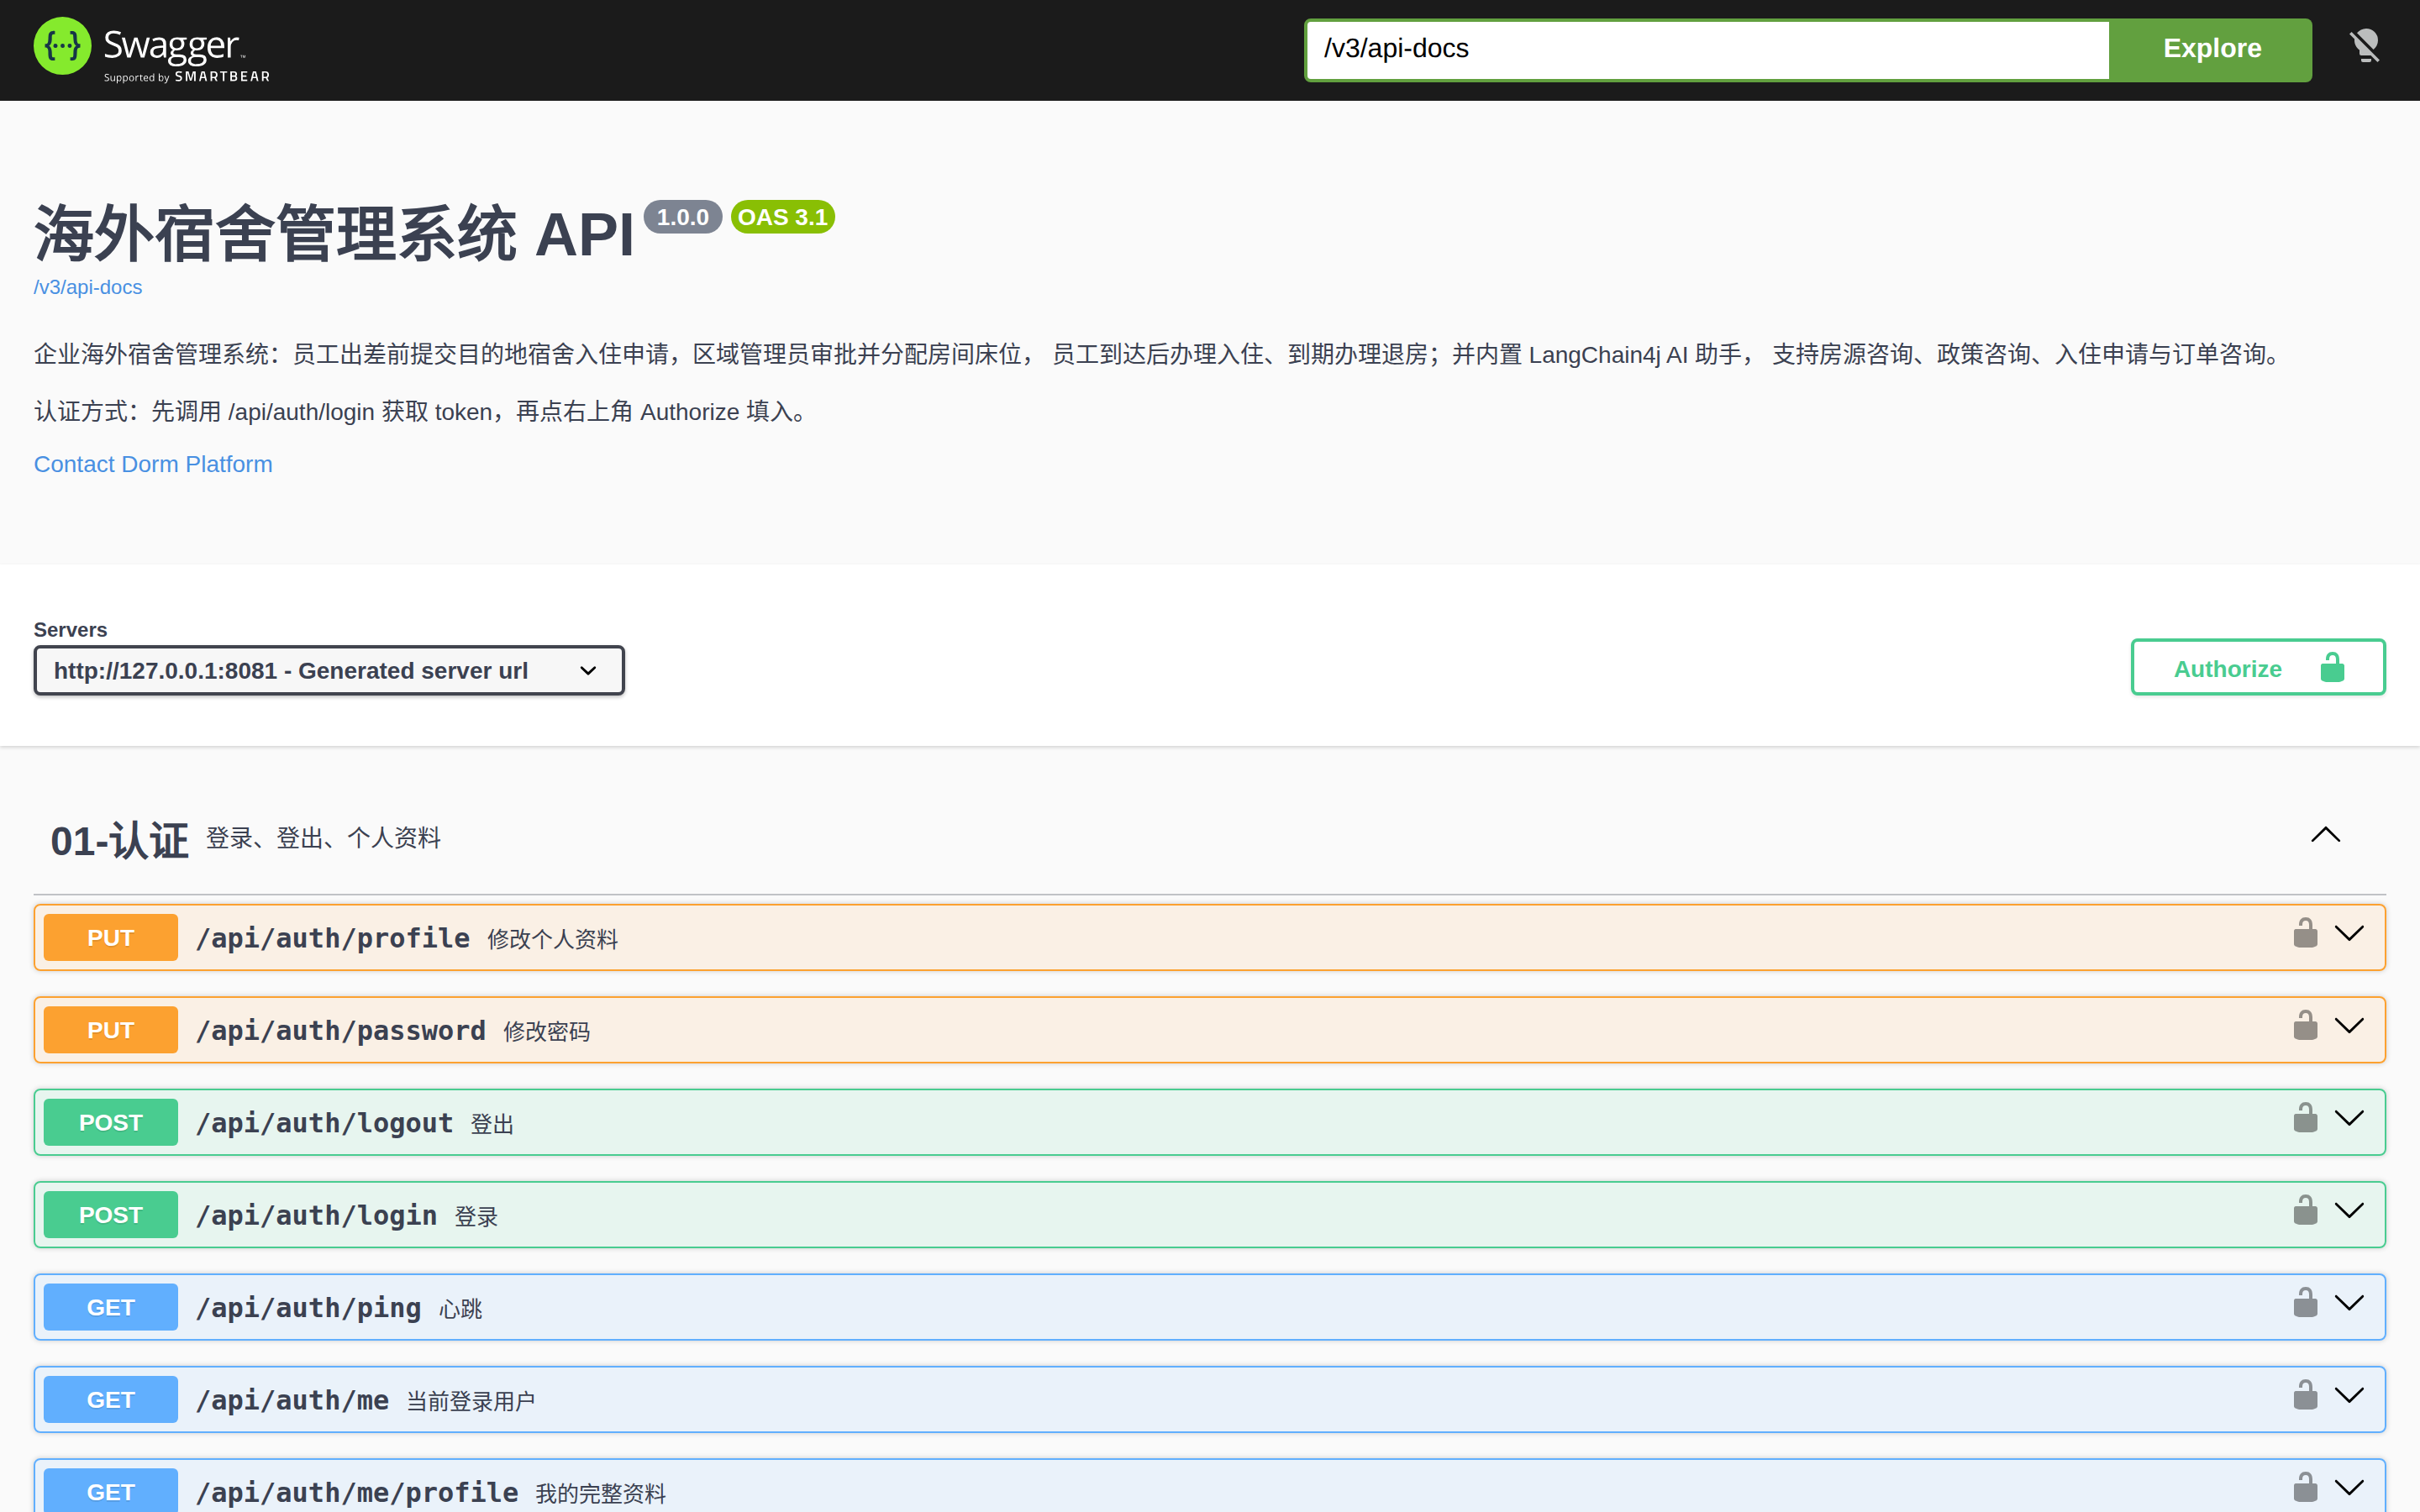 Swagger
Supported by SMARTBEAR
/v3/api-docs
Explore
海外宿舍管理系统 API 1.0.0 OAS 3.1
/v3/api-docs
企业海外宿舍管理系统：员工出差前提交目的地宿舍入住申请，区域管理员审批并分配房间床位， 员工到达后办理入住、到期办理退房；并内置 LangChain4j AI 助手， 支持房源咨询、政策咨询、入住申请与订单咨询。
认证方式：先调用 /api/auth/login 获取 token，再点右上角 Authorize 填入。
Contact Dorm Platform
Servers
http://127.0.0.1:8081 - Generated server url
Authorize
01-认证 登录、登出、个人资料
PUT /api/auth/profile 修改个人资料
PUT /api/auth/password 修改密码
POST /api/auth/logout 登出
POST /api/auth/login 登录
GET /api/auth/ping 心跳
GET /api/auth/me 当前登录用户
GET /api/auth/me/profile 我的完整资料